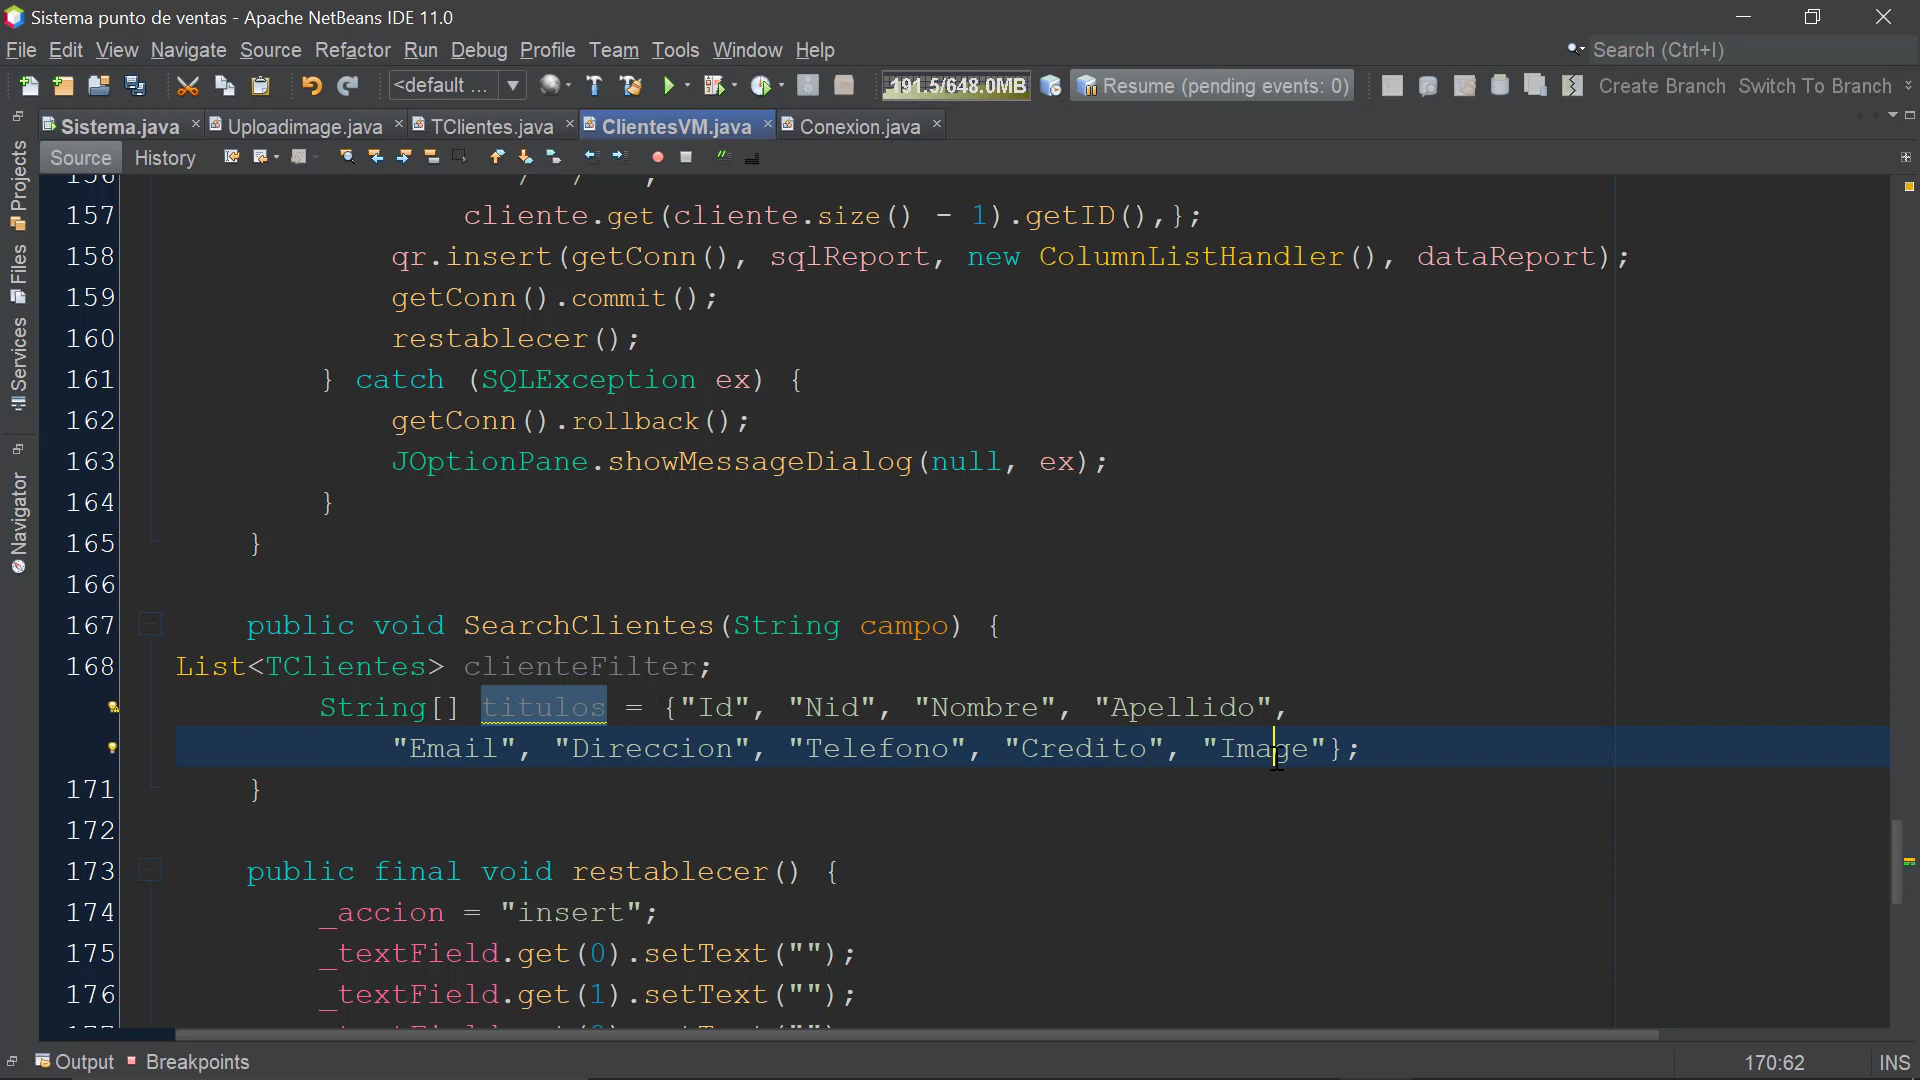 Sistema punto de ventas - Apache NetBeans IDE 11.0
File Edit View Navigate Source Refactor Run Debug Profile Team Tools Window Help
Search (Ctrl+I)
<default ...
191.5/648.0MB
Resume (pending events: 0)
Create Branch Switch To Branch
Sistema.java
Uploadimage.java
TClientes.java
ClientesVM.java
Conexion.java
Source History
Projects
Files
Services
Navigator
157 cliente.get(cliente.size() - 1).getID(),};
158 qr.insert(getConn(), sqlReport, new ColumnListHandler(), dataReport);
159 getConn().commit();
160 restablecer();
161 } catch (SQLException ex) {
162 getConn().rollback();
163 JOptionPane.showMessageDialog(null, ex);
164 }
165 }
166
167 public void SearchClientes(String campo) {
168 List<TClientes> clienteFilter;
String[] titulos = {"Id", "Nid", "Nombre", "Apellido",
"Email", "Direccion", "Telefono", "Credito", "Image"};
171 }
172
173 public final void restablecer() {
174 _accion = "insert";
175 _textField.get(0).setText("");
176 _textField.get(1).setText("");
Output Breakpoints
170:62 INS